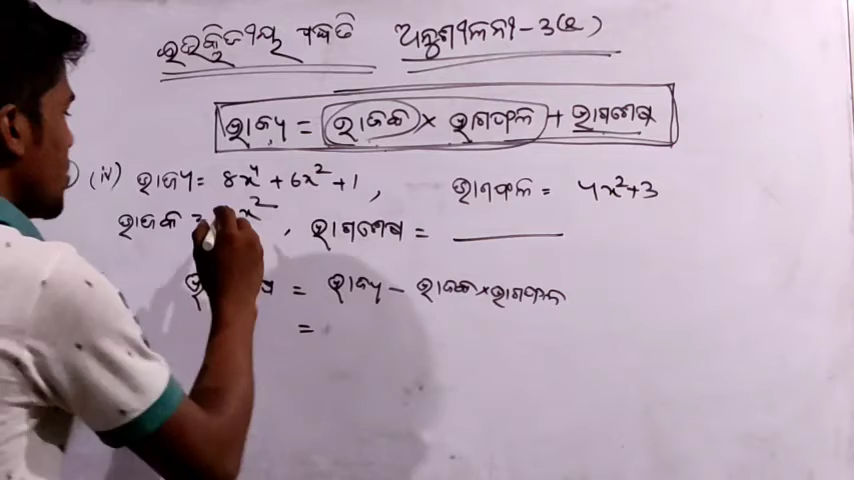 ଇଉକ୍ଲିଡୀୟ ପଦ୍ଧତି ଅନୁଶୀଳନୀ - 3(ଝ)
ଭାଜ୍ୟ = ଭାଜକ × ଭାଗଫଳ + ଭାଗଶେଷ
(iv) ଭାଜ୍ୟ = 8x⁴ + 6x² + 1 , ଭାଗଫଳ = 4x² + 3
ଭାଜକ = x² , ଭାଗଶେଷ = ______
= ଭାଜ୍ୟ - ଭାଜକ × ଭାଗଫଳ
=